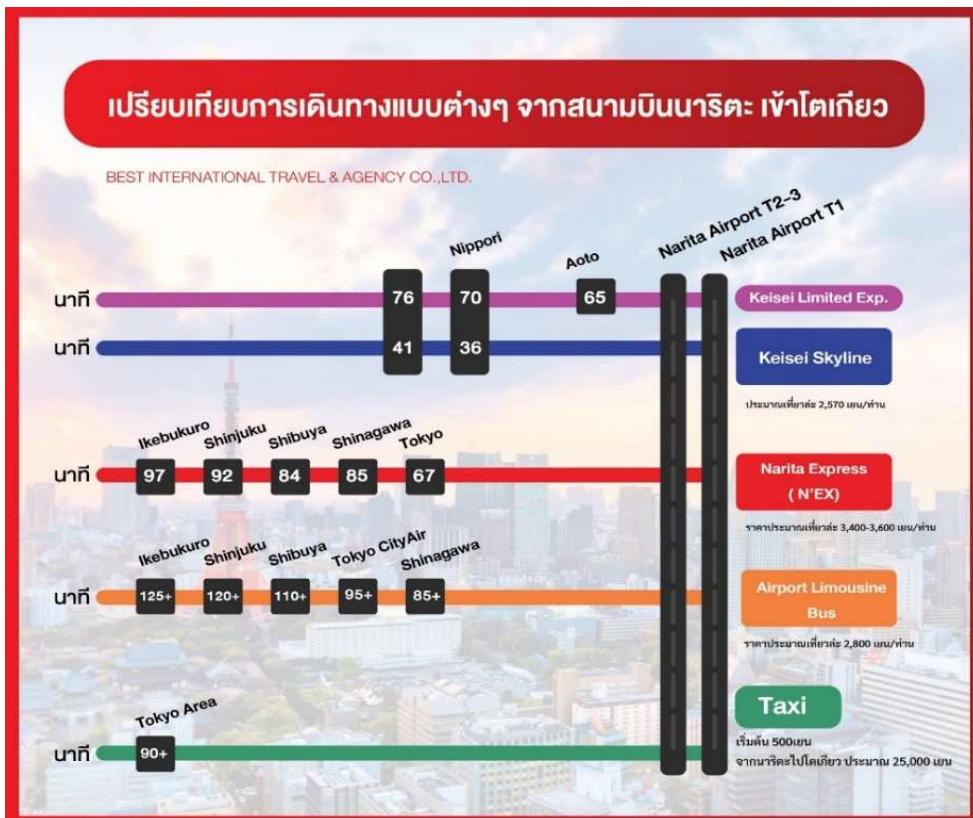 เปรียบเทียบการเดินทางแบบต่างๆ จากสนามบินนาริตะ เข้าโตเกียว
BEST INTERNATIONAL TRAVEL & AGENCY CO.,LTD.
Nippori
Aoto
Narita Airport T2-3
Narita Airport T1
นาที
76
70
65
Keisei Limited Exp.
นาที
41
36
Keisei Skyline
ประมาณเที่ยวล่ะ 2,570 เยน/ท่าน
Ikebukuro
Shinjuku
Shibuya
Shinagawa
Tokyo
นาที
97
92
84
85
67
Narita Express
( N'EX)
ราคาประมาณเที่ยวล่ะ 3,400-3,600 เยน/ท่าน
Ikebukuro
Shinjuku
Shibuya
Tokyo CityAir
Shinagawa
นาที
125+
120+
110+
95+
85+
Airport Limousine
Bus
ราคาประมาณเที่ยวล่ะ 2,800 เยน/ท่าน
Tokyo Area
นาที
90+
Taxi
เริ่มต้น 500เยน
จากนาริตะไปโตเกียว ประมาณ 25,000 เยน